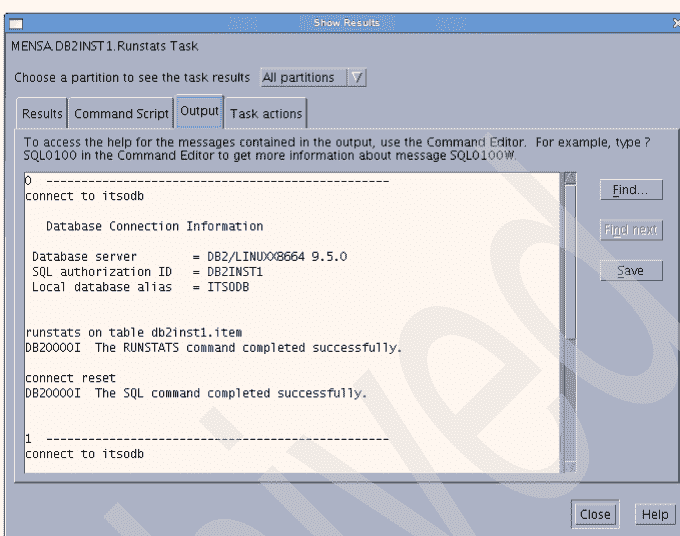 Show Results
MENSA.DB2INST1.Runstats Task
Choose a partition to see the task results All partitions
Results Command Script Output Task actions
To access the help for the messages contained in the output, use the Command Editor. For example, type ?
SQL0100 in the Command Editor to get more information about message SQL0100W.
0 -------------------------------------------------
connect to itsodb
Database Connection Information
Database server = DB2/LINUXX8664 9.5.0
SQL authorization ID = DB2INST1
Local database alias = ITSODB
runstats on table db2inst1.item
DB20000I The RUNSTATS command completed successfully.
connect reset
DB20000I The SQL command completed successfully.
1 -------------------------------------------------
connect to itsodb
Find...
Find next
Save
Close Help